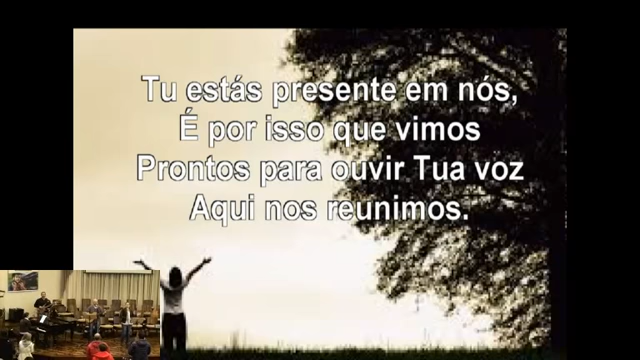 Tu estás presente em nós,
É por isso que vimos
Prontos para ouvir Tua voz
Aqui nos reunimos.